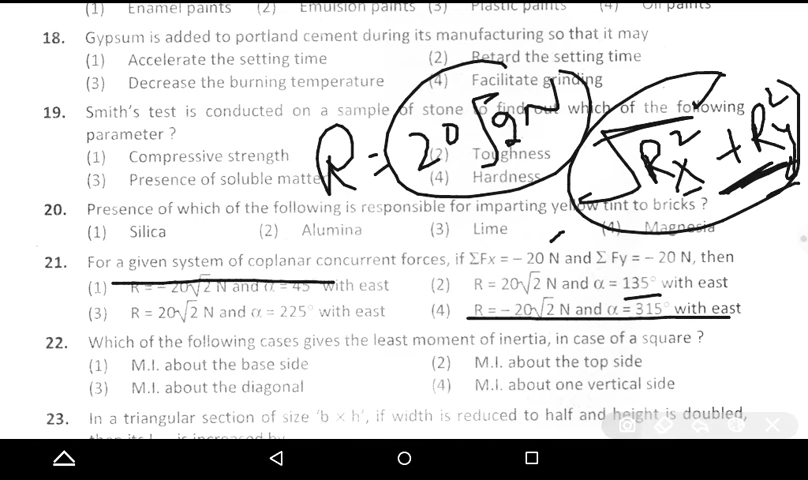 (1) Enamel paints (2) Emulsion paints (3) Plastic paints (4) Oil paints
18. Gypsum is added to portland cement during its manufacturing so that it may
(1) Accelerate the setting time (2) Retard the setting time
(3) Decrease the burning temperature (4) Facilitate grinding
19. Smith's test is conducted on a sample of stone to find out which of the following
parameter ?
(1) Compressive strength (2) Toughness
(3) Presence of soluble matte (4) Hardness
R = 20√2N
√Rx² + Ry²
20. Presence of which of the following is responsible for imparting yellow tint to bricks ?
(1) Silica (2) Alumina (3) Lime (4) Magnesia
21. For a given system of coplanar concurrent forces, if ΣFx = – 20 N and Σ Fy = – 20 N, then
(1) R = – 20√2 N and α = 45° with east (2) R = 20√2 N and α = 135° with east
(3) R = 20√2 N and α = 225° with east (4) R = – 20√2 N and α = 315° with east
22. Which of the following cases gives the least moment of inertia, in case of a square ?
(1) M.I. about the base side (2) M.I. about the top side
(3) M.I. about the diagonal (4) M.I. about one vertical side
23. In a triangular section of size 'b × h', if width is reduced to half and height is doubled,